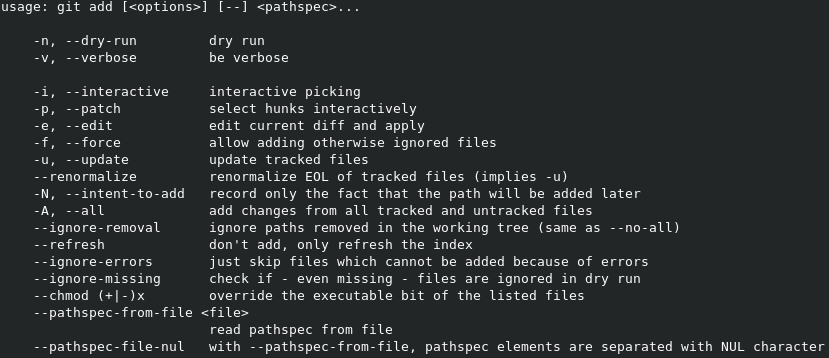 usage: git add [<options>] [--] <pathspec>...

    -n, --dry-run         dry run
    -v, --verbose         be verbose

    -i, --interactive     interactive picking
    -p, --patch           select hunks interactively
    -e, --edit            edit current diff and apply
    -f, --force           allow adding otherwise ignored files
    -u, --update          update tracked files
    --renormalize         renormalize EOL of tracked files (implies -u)
    -N, --intent-to-add   record only the fact that the path will be added later
    -A, --all             add changes from all tracked and untracked files
    --ignore-removal      ignore paths removed in the working tree (same as --no-all)
    --refresh             don't add, only refresh the index
    --ignore-errors       just skip files which cannot be added because of errors
    --ignore-missing      check if - even missing - files are ignored in dry run
    --chmod (+|-)x        override the executable bit of the listed files
    --pathspec-from-file <file>
                          read pathspec from file
    --pathspec-file-nul   with --pathspec-from-file, pathspec elements are separated with NUL character